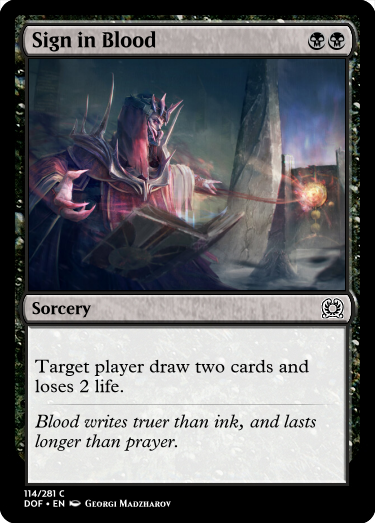 Sign in Blood
Sorcery
Target player draw two cards and
loses 2 life.
Blood writes truer than ink, and lasts
longer than prayer.
114/281 C
DOF • EN Georgi Madzharov